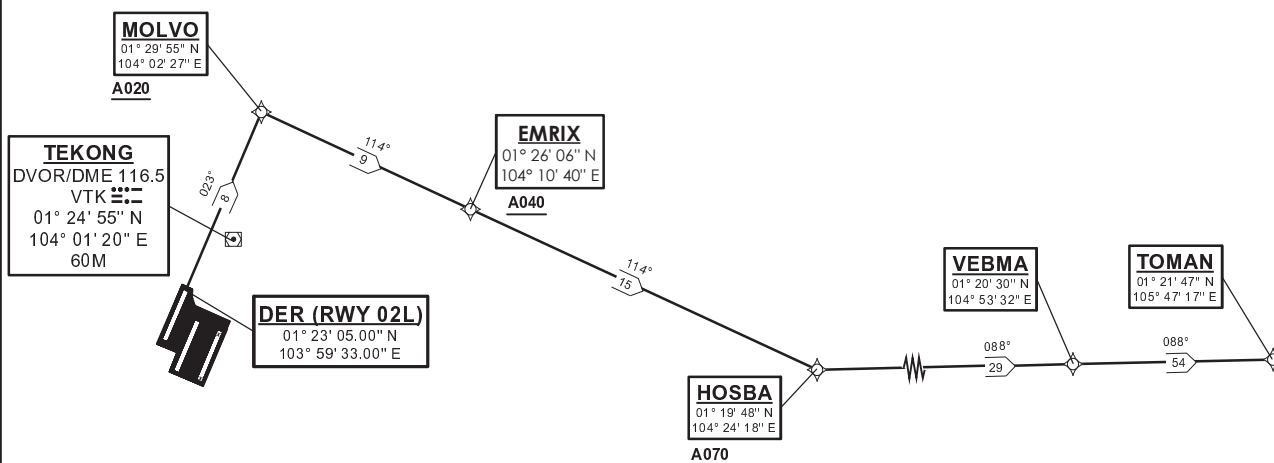 MOLVO
01° 29' 55" N
104° 02' 27" E
A020
TEKONG
DVOR/DME 116.5
VTK
01° 24' 55" N
104° 01' 20" E
60M
023°
8
DER (RWY 02L)
01° 23' 05.00" N
103° 59' 33.00" E
114°
9
EMRIX
01° 26' 06" N
104° 10' 40" E
A040
114°
15
HOSBA
01° 19' 48" N
104° 24' 18" E
A070
088°
29
VEBMA
01° 20' 30" N
104° 53' 32" E
088°
54
TOMAN
01° 21' 47" N
105° 47' 17" E